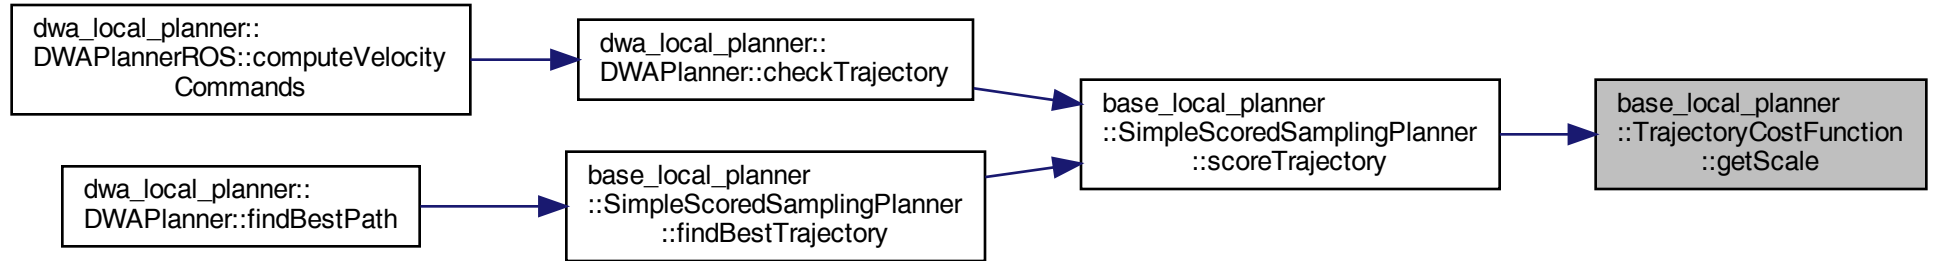 dwa_local_planner::
DWAPlannerROS::computeVelocity
Commands
dwa_local_planner::
DWAPlanner::checkTrajectory
base_local_planner
::SimpleScoredSamplingPlanner
::scoreTrajectory
base_local_planner
::TrajectoryCostFunction
::getScale
dwa_local_planner::
DWAPlanner::findBestPath
base_local_planner
::SimpleScoredSamplingPlanner
::findBestTrajectory